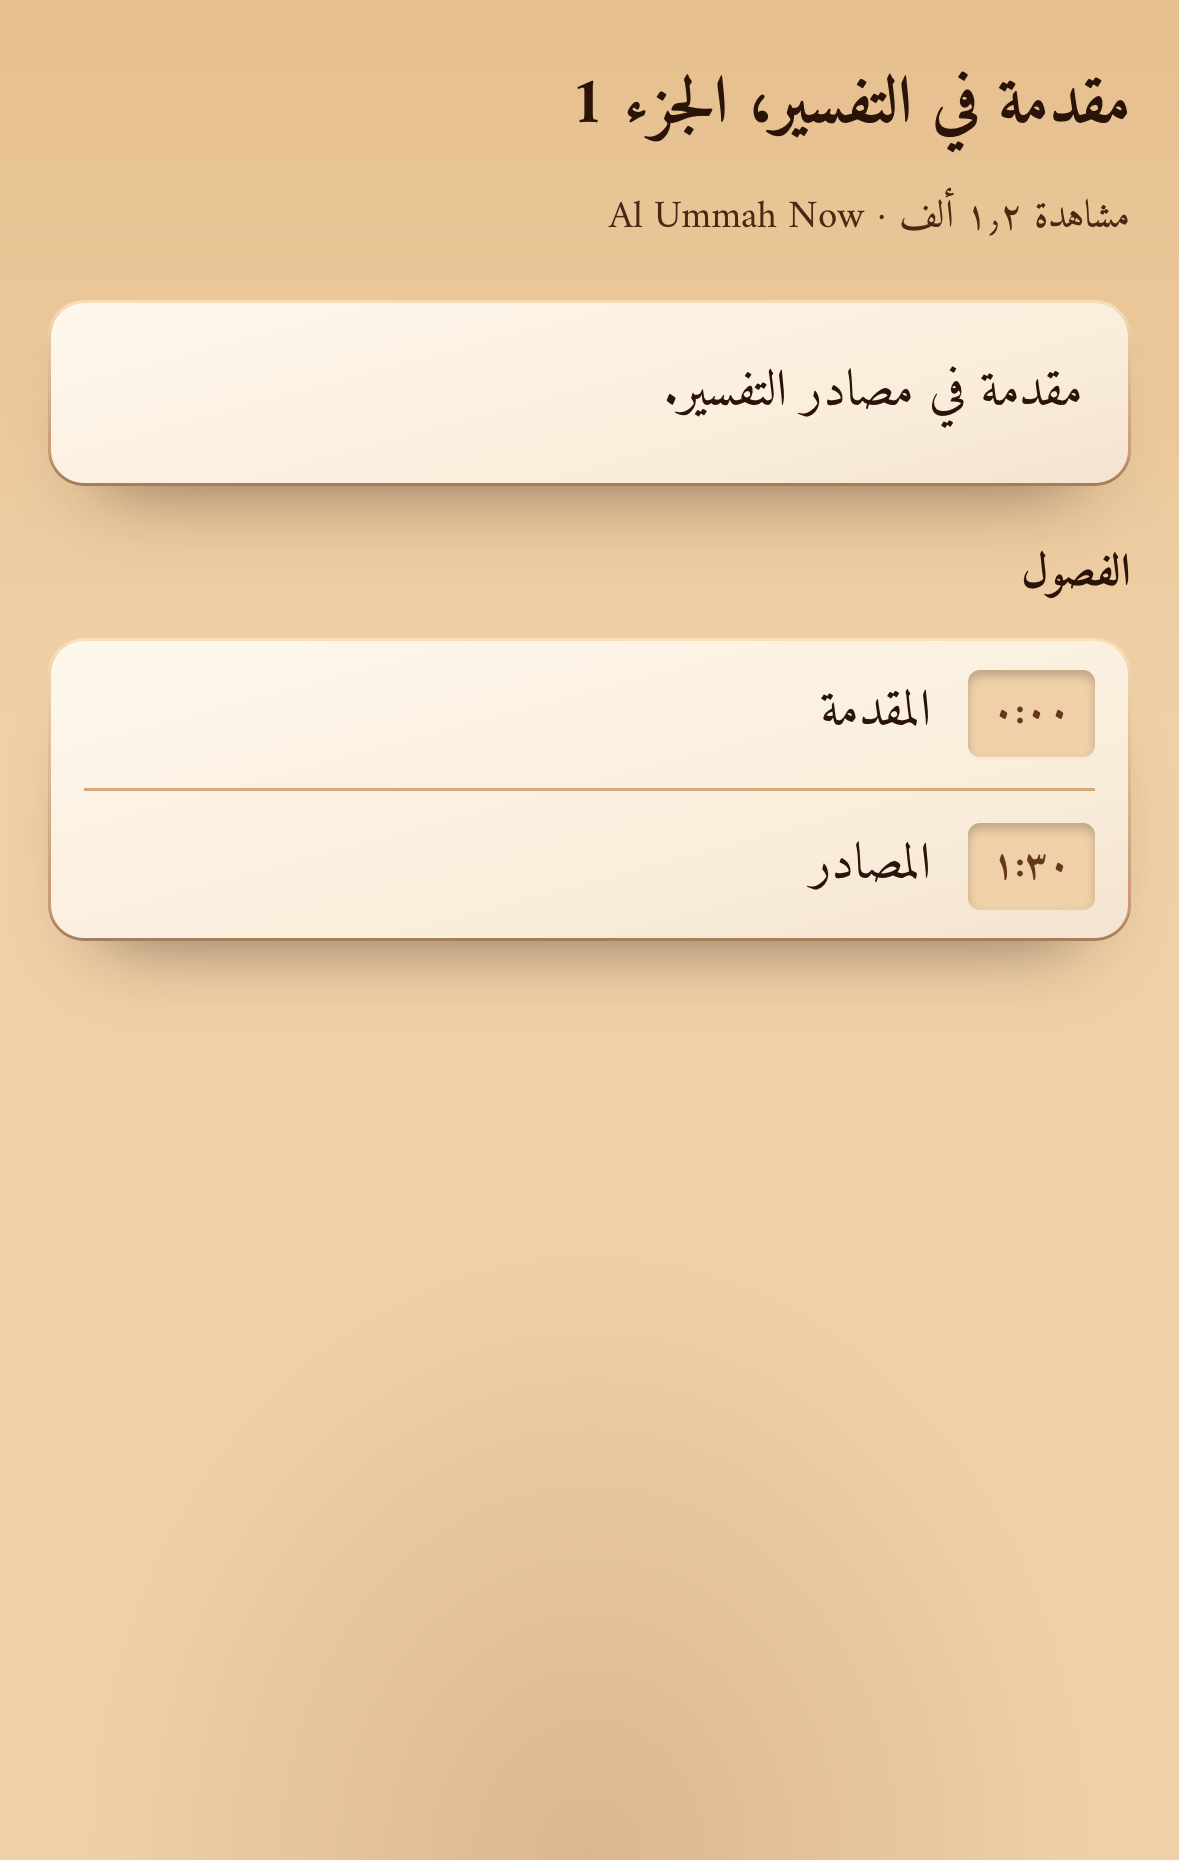 مقدمة في التفسير، الجزء 1
مشاهدة ١٫٢ ألف · Al Ummah Now
مقدمة في مصادر التفسير.
الفصول
٠:٠٠ المقدمة
١:٣٠ المصادر